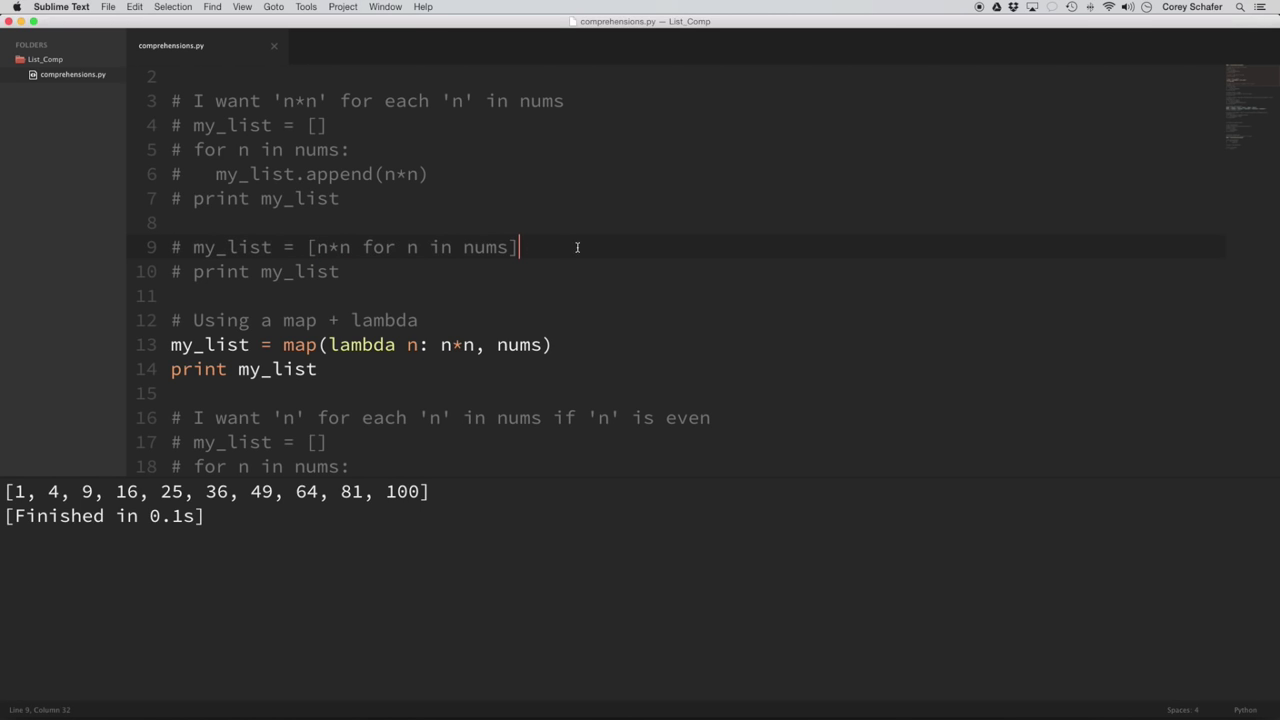 Sublime Text File Edit Selection Find View Goto Tools Project Window Help Corey Schafer
comprehensions.py — List_Comp
FOLDERS
List_Comp
comprehensions.py
comprehensions.py
2
3 # I want 'n*n' for each 'n' in nums
4 # my_list = []
5 # for n in nums:
6 #   my_list.append(n*n)
7 # print my_list
8
9 # my_list = [n*n for n in nums]
10 # print my_list
11
12 # Using a map + lambda
13 my_list = map(lambda n: n*n, nums)
14 print my_list
15
16 # I want 'n' for each 'n' in nums if 'n' is even
17 # my_list = []
18 # for n in nums:
[1, 4, 9, 16, 25, 36, 49, 64, 81, 100]
[Finished in 0.1s]
Line 9, Column 32 Spaces: 4 Python